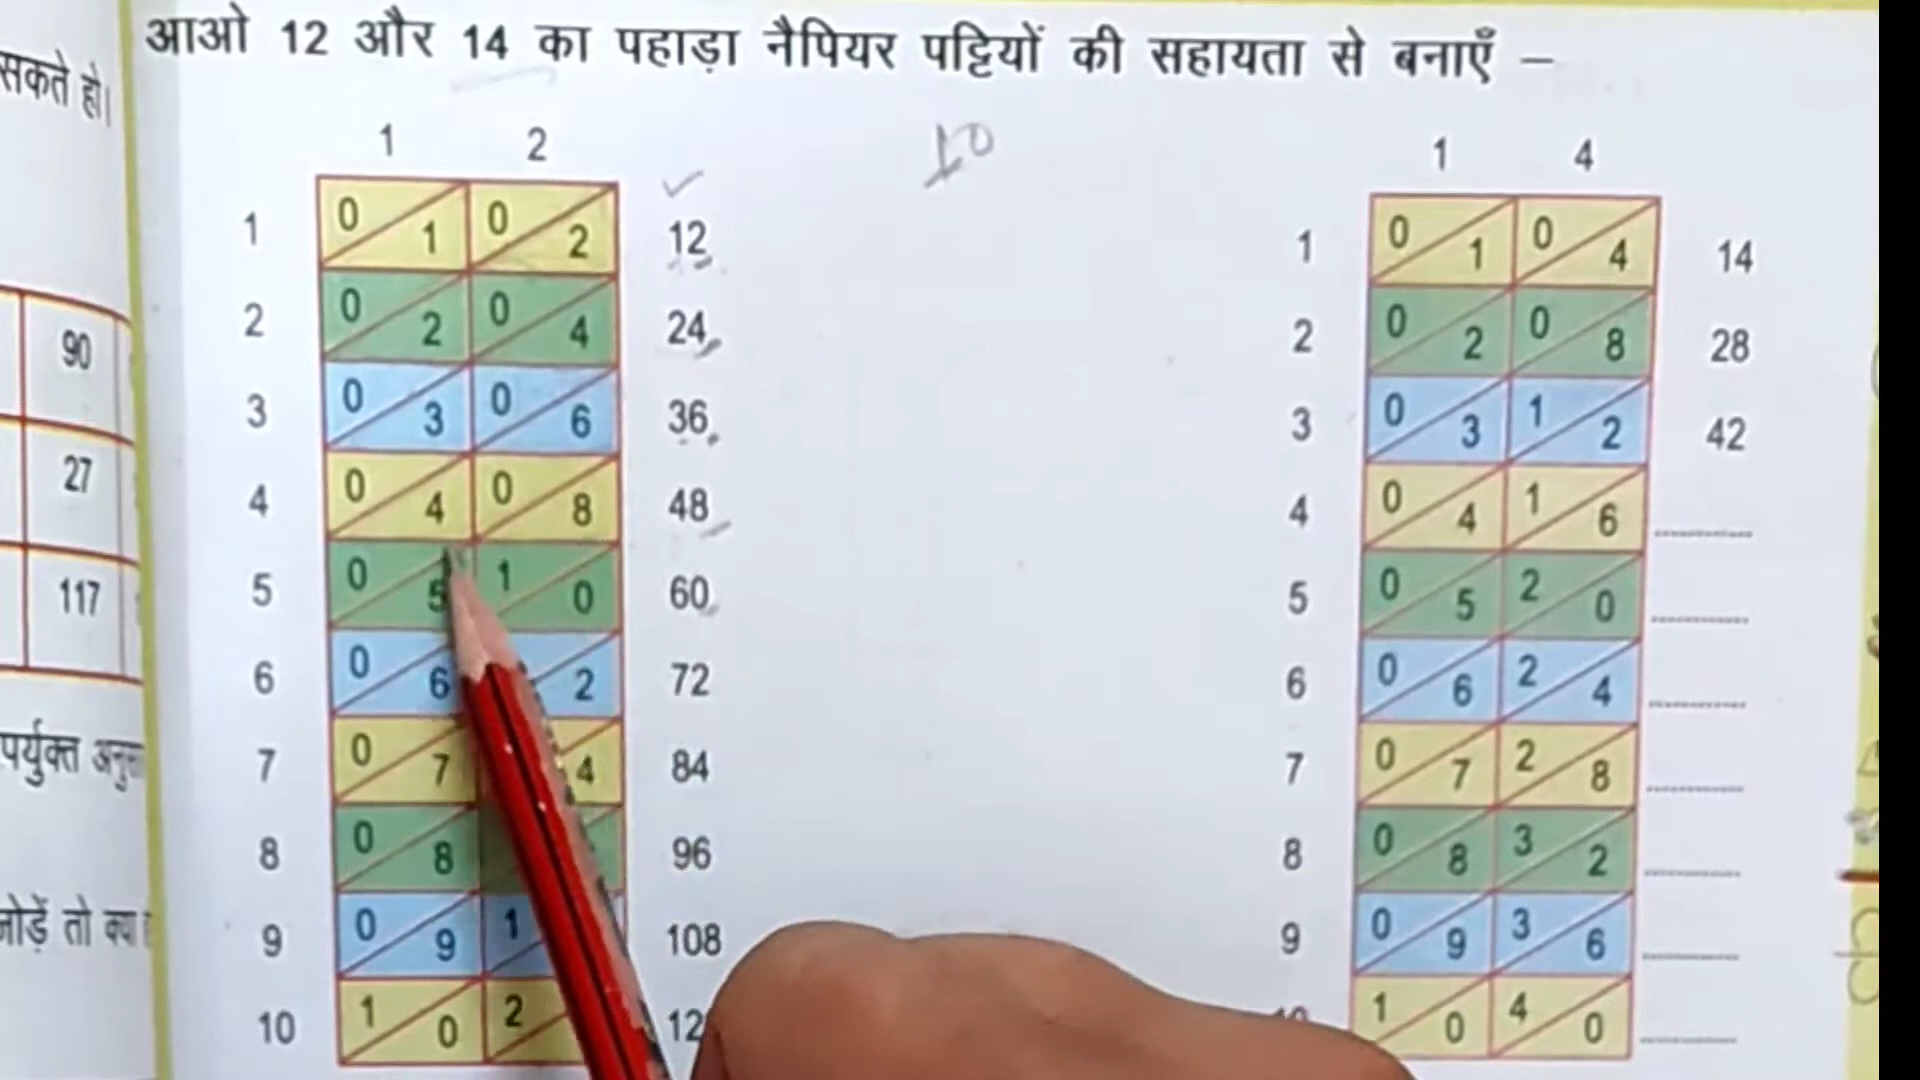 आओ 12 और 14 का पहाड़ा नैपियर पट्टियों की सहायता से बनाएँ –
सकते हो।
90
27
117
जोड़ें तो क्या
10
1 2
1 0 1 0 2 12
2 0 2 0 4 24
3 0 3 0 6 36
4 0 4 0 8 48
5 0 5 1 0 60
6 0 6 2 72
7 0 7 4 84
8 0 8 96
9 0 9 1 108
10 1 0 2
1 4
1 0 1 0 4 14
2 0 2 0 8 28
3 0 3 1 2 42
4 0 4 1 6 ............
5 0 5 2 0 ............
6 0 6 2 4 ............
7 0 7 2 8 ............
8 0 8 3 2 ............
9 0 9 3 6 ............
1 0 4 0 ............